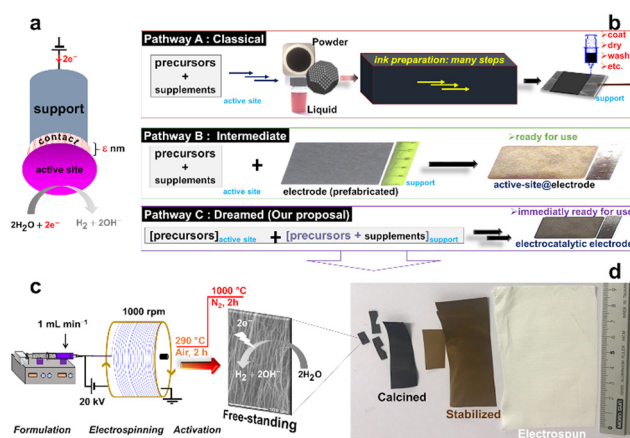 a
2e⁻
support
contact
ε nm
active site
2H₂O + 2e⁻
H₂ + 2OH⁻
b
Pathway A : Classical
precursors
+
supplements
active site
Powder
Liquid
ink preparation: many steps
coat
dry
wash
etc.
support
Pathway B : Intermediate
precursors
+
supplements
active site
+
electrode (prefabricated)
support
➢ready for use
active-site@electrode
Pathway C : Dreamed (Our proposal)
[precursors]active site + [precursors + supplements]support
➢immediatly ready for use
electrocatalytic electrode
c
1 mL min⁻¹
1000 rpm
20 kV
290 °C
Air, 2 h
1000 °C
N₂, 2h
2e⁻
H₂ + 2OH⁻
2H₂O
Free-standing
Formulation
Electrospinning
Activation
d
Calcined
Stabilized
Electrospun